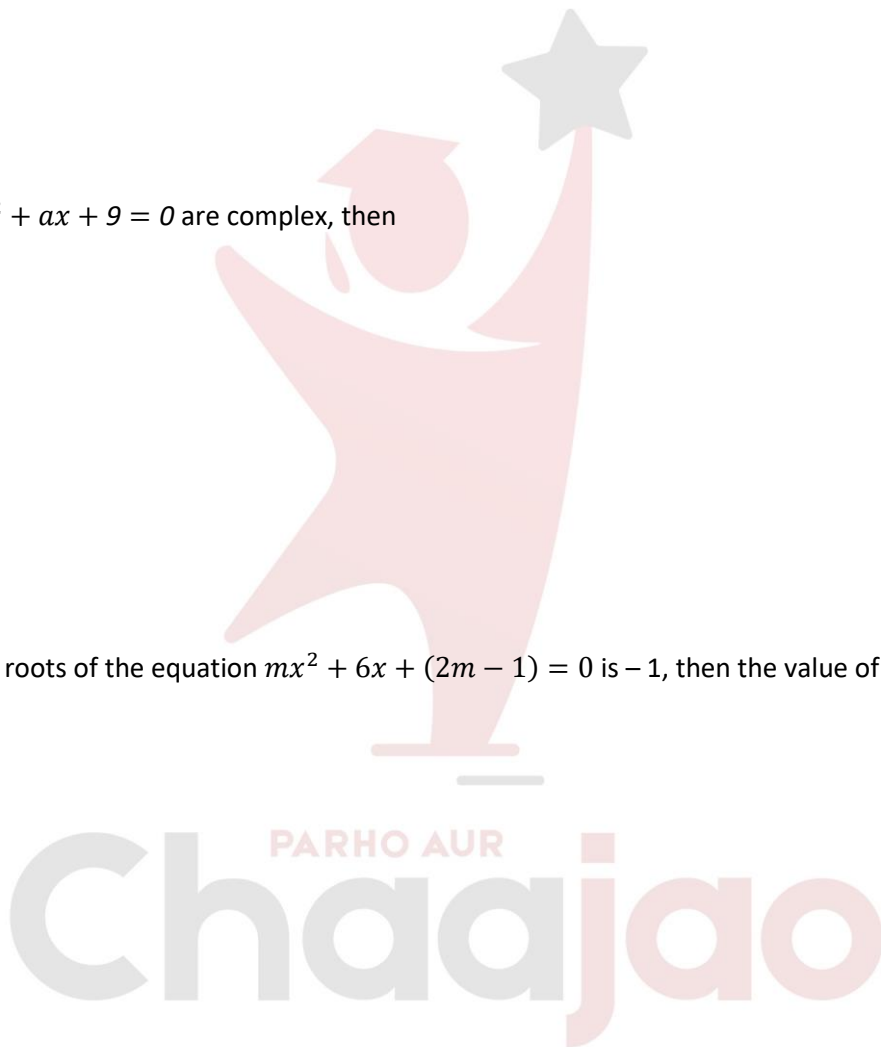 + 𝑎𝑥 + 9 = 0 are complex, then
roots of the equation 𝑚𝑥² + 6𝑥 + (2𝑚 − 1) = 0 is – 1, then the value of
PARHO AUR
Chaajao